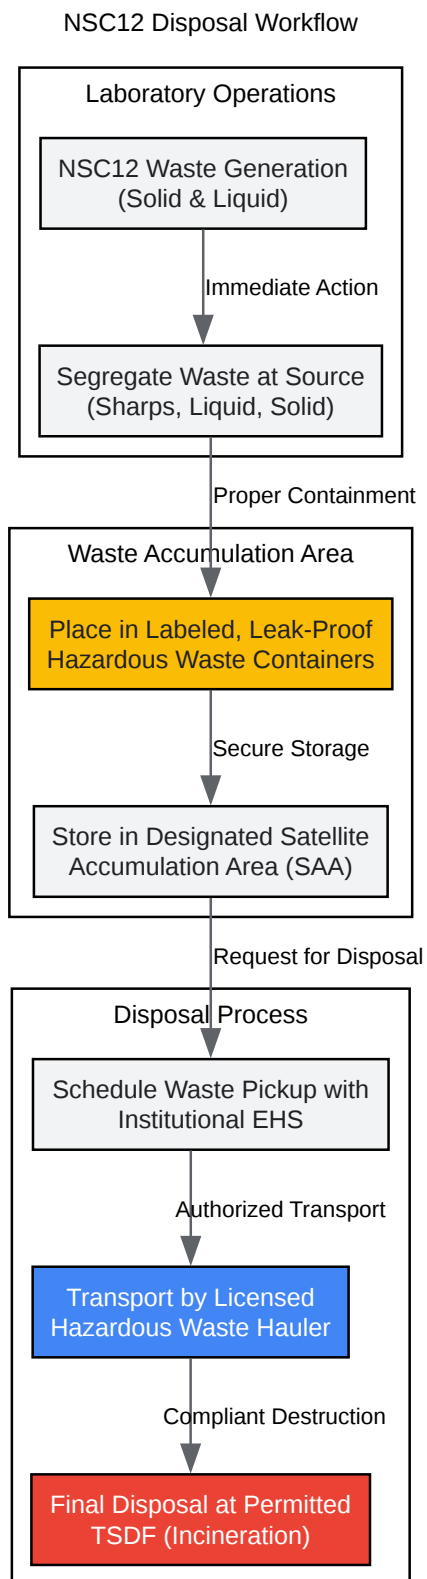 NSC12 Disposal Workflow
Laboratory Operations
NSC12 Waste Generation
(Solid & Liquid)
Immediate Action
Segregate Waste at Source
(Sharps, Liquid, Solid)
Proper Containment
Waste Accumulation Area
Place in Labeled, Leak-Proof
Hazardous Waste Containers
Secure Storage
Store in Designated Satellite
Accumulation Area (SAA)
Request for Disposal
Disposal Process
Schedule Waste Pickup with
Institutional EHS
Authorized Transport
Transport by Licensed
Hazardous Waste Hauler
Compliant Destruction
Final Disposal at Permitted
TSDF (Incineration)